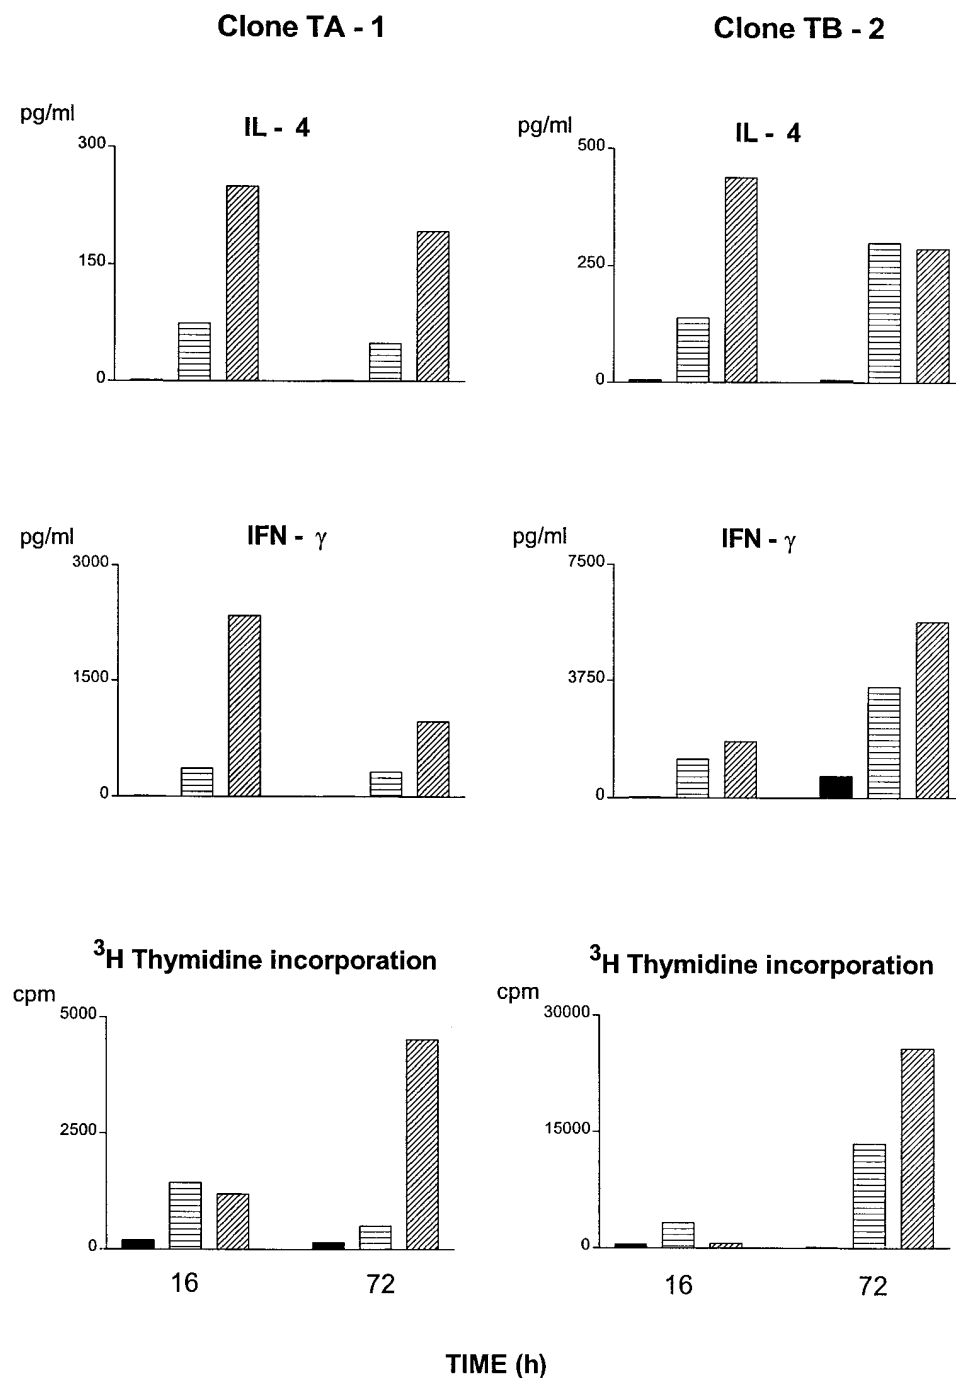 Clone TA - 1
Clone TB - 2
pg/ml
IL - 4
300
150
0
pg/ml
IL - 4
500
250
0
pg/ml
IFN - γ
3000
1500
0
pg/ml
IFN - γ
7500
3750
0
³H Thymidine incorporation
cpm
5000
2500
0
16
72
³H Thymidine incorporation
cpm
30000
15000
0
16
72
TIME (h)